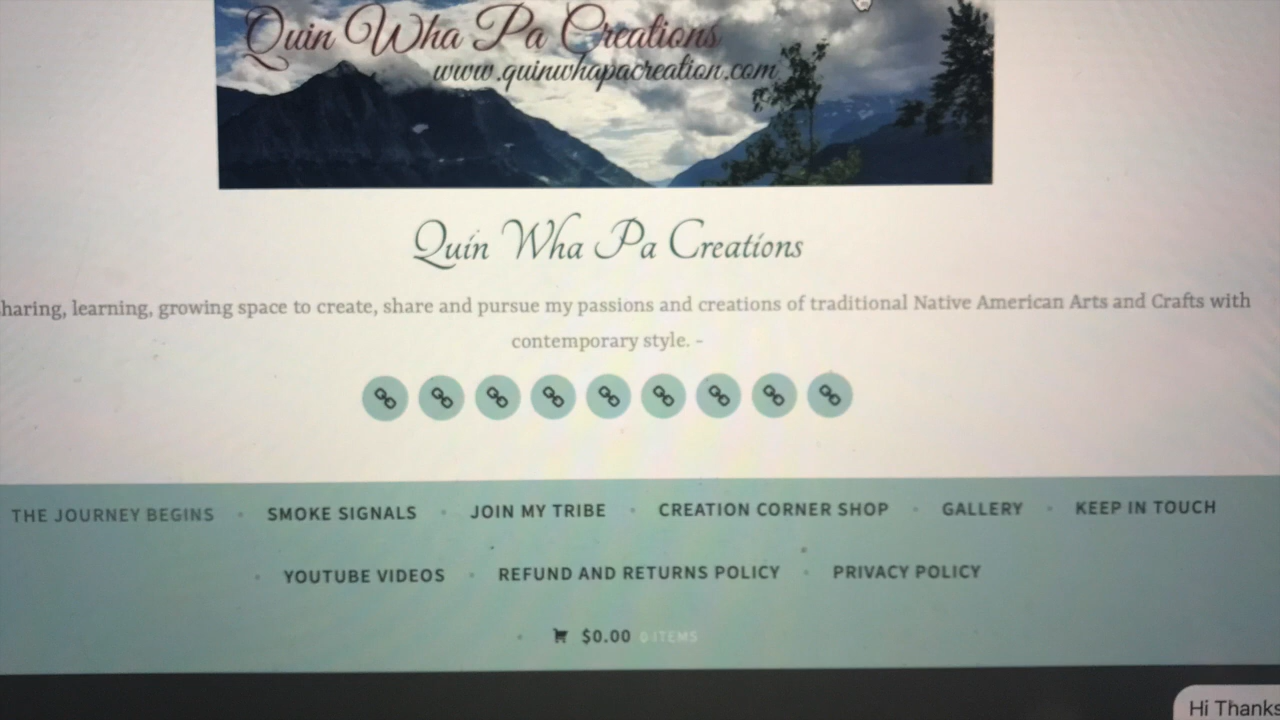 Quin Wha Pa Creations
www.quinwhapacreation.com
Quin Wha Pa Creations
haring, learning, growing space to create, share and pursue my passions and creations of traditional Native American Arts and Crafts with
contemporary style. -
THE JOURNEY BEGINS SMOKE SIGNALS JOIN MY TRIBE CREATION CORNER SHOP GALLERY KEEP IN TOUCH
YOUTUBE VIDEOS REFUND AND RETURNS POLICY PRIVACY POLICY
$0.00 0 ITEMS
Hi Thanks